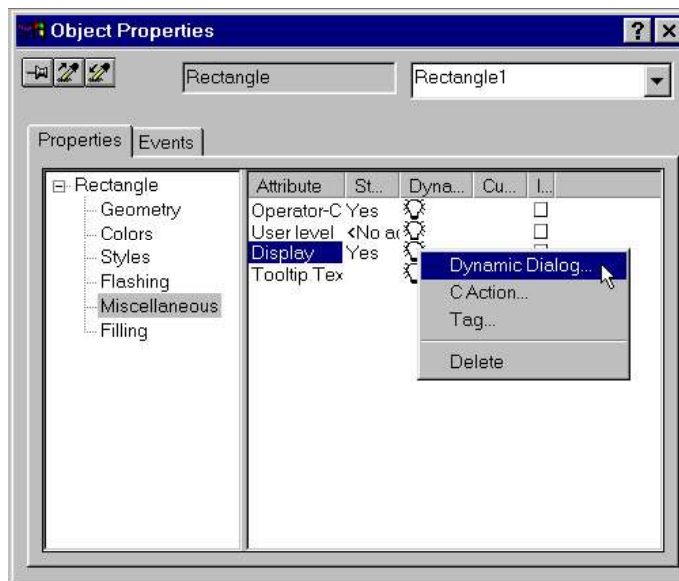 Object Properties
Rectangle Rectangle1
Properties Events
Rectangle
Geometry
Colors
Styles
Flashing
Miscellaneous
Filling
Attribute St... Dyna... Cu... I...
Operator-C Yes
User level <No ac
Display Yes
Tooltip Tex
Dynamic Dialog...
C Action...
Tag...
Delete